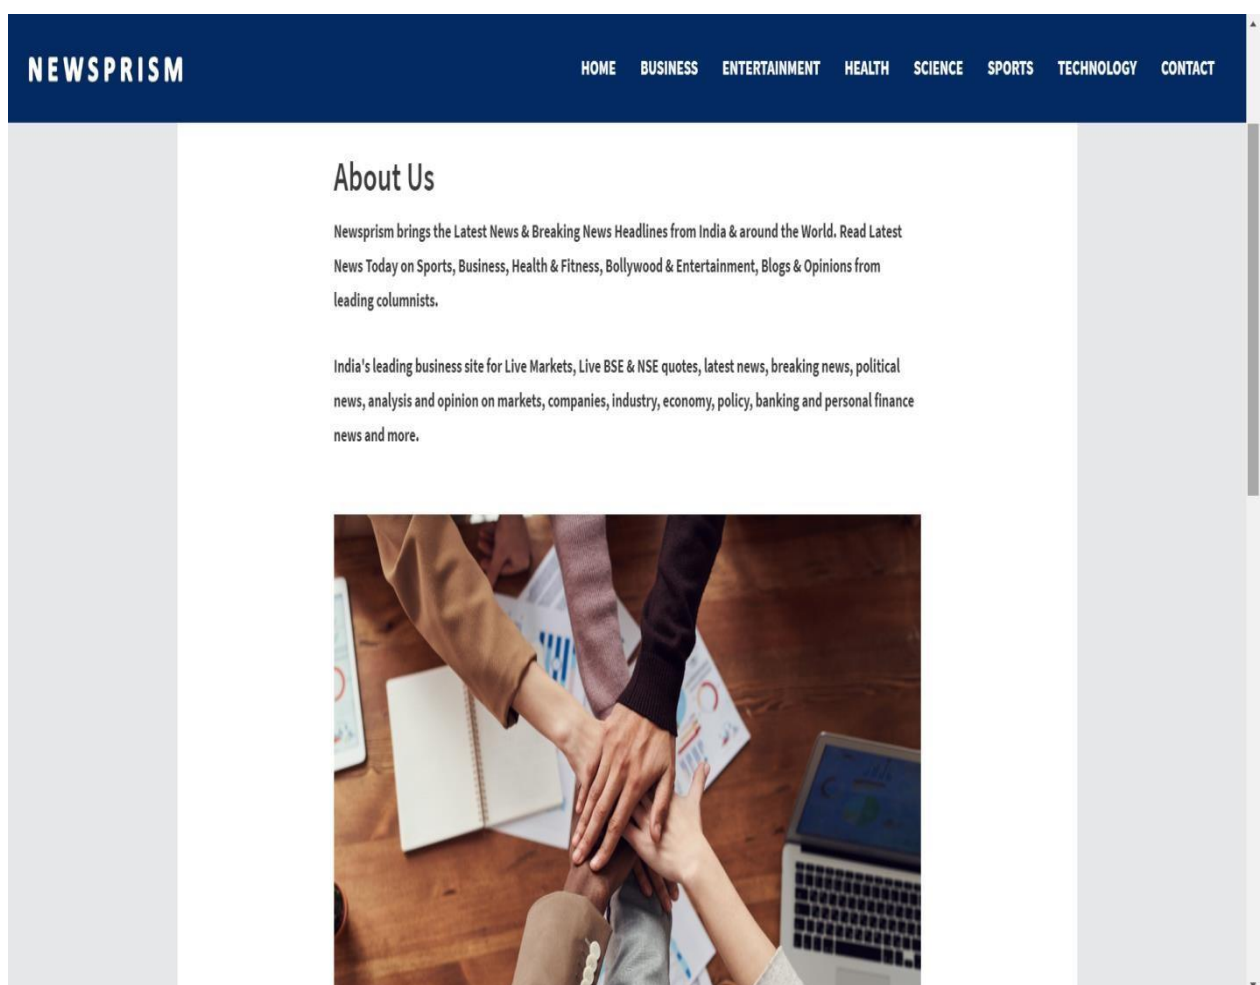 NEWSPRISM
HOME BUSINESS ENTERTAINMENT HEALTH SCIENCE SPORTS TECHNOLOGY CONTACT
About Us
Newsprism brings the Latest News & Breaking News Headlines from India & around the World. Read Latest
News Today on Sports, Business, Health & Fitness, Bollywood & Entertainment, Blogs & Opinions from
leading columnists.
India's leading business site for Live Markets, Live BSE & NSE quotes, latest news, breaking news, political
news, analysis and opinion on markets, companies, industry, economy, policy, banking and personal finance
news and more.